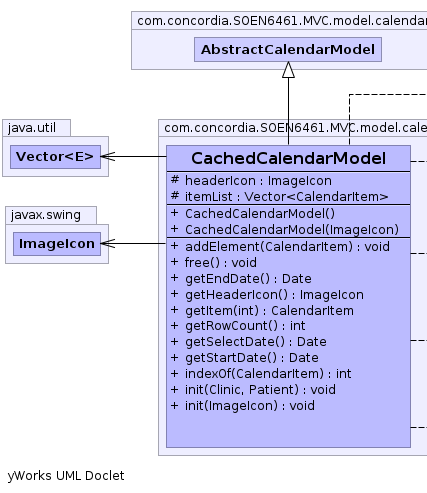 com.concordia.SOEN6461.MVC.model.calendar
AbstractCalendarModel
java.util
Vector<E>
javax.swing
ImageIcon
com.concordia.SOEN6461.MVC.model.cale
CachedCalendarModel
# headerIcon : ImageIcon
# itemList : Vector<CalendarItem>
+ CachedCalendarModel()
+ CachedCalendarModel(ImageIcon)
+ addElement(CalendarItem) : void
+ free() : void
+ getEndDate() : Date
+ getHeaderIcon() : ImageIcon
+ getItem(int) : CalendarItem
+ getRowCount() : int
+ getSelectDate() : Date
+ getStartDate() : Date
+ indexOf(CalendarItem) : int
+ init(Clinic, Patient) : void
+ init(ImageIcon) : void
yWorks UML Doclet